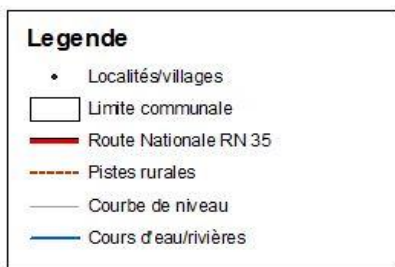 Legende
Localités/villages
Limite communale
Route Nationale RN 35
Pistes rurales
Courbe de niveau
Cours d'eau/rivières